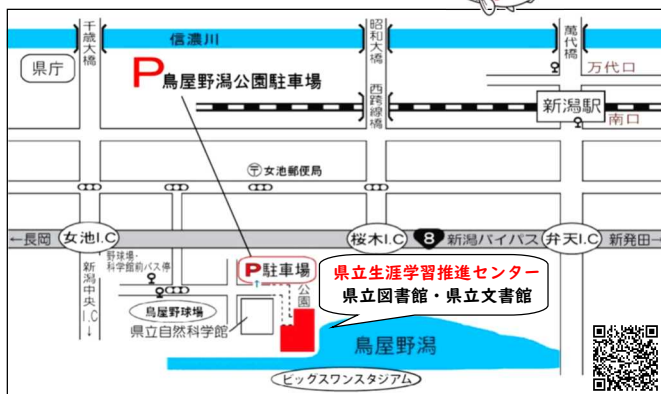 千歳大橋
信濃川
昭和大橋
萬代橋
県庁
P鳥屋野潟公園駐車場
万代口
西跨線橋
新潟駅
南口
〒女池郵便局
←長岡
女池I.C
桜木I.C
8
新潟バイパス
弁天I.C
新発田→
新潟中央I.C→
野球場・
科学館前バス停
P駐車場
↑
公園
鳥屋野球場
県立自然科学館
県立生涯学習推進センター
県立図書館・県立文書館
鳥屋野潟
ビッグスワンスタジアム